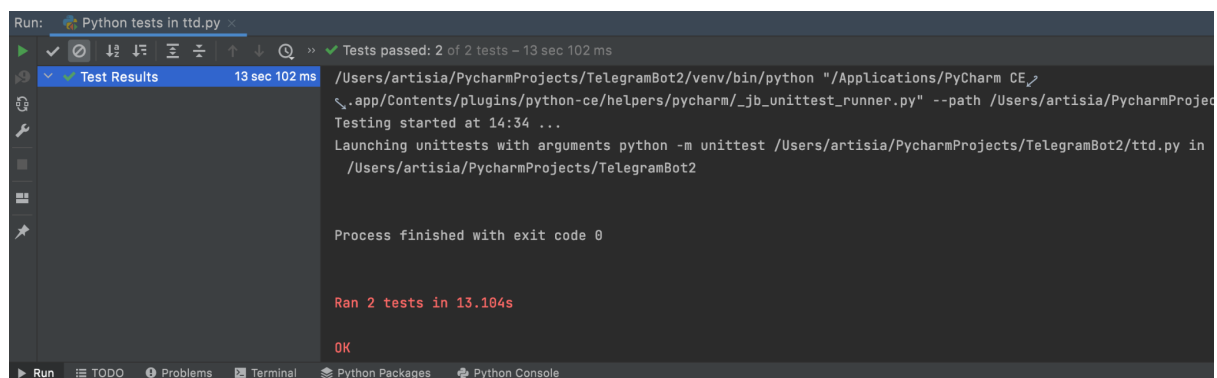 Run: Python tests in ttd.py ×
» Tests passed: 2 of 2 tests – 13 sec 102 ms
Test Results 13 sec 102 ms
/Users/artisia/PycharmProjects/TelegramBot2/venv/bin/python "/Applications/PyCharm CE
.app/Contents/plugins/python-ce/helpers/pycharm/_jb_unittest_runner.py" --path /Users/artisia/PycharmProjec
Testing started at 14:34 ...
Launching unittests with arguments python -m unittest /Users/artisia/PycharmProjects/TelegramBot2/ttd.py in
/Users/artisia/PycharmProjects/TelegramBot2
Process finished with exit code 0
Ran 2 tests in 13.104s
OK
Run TODO Problems Terminal Python Packages Python Console